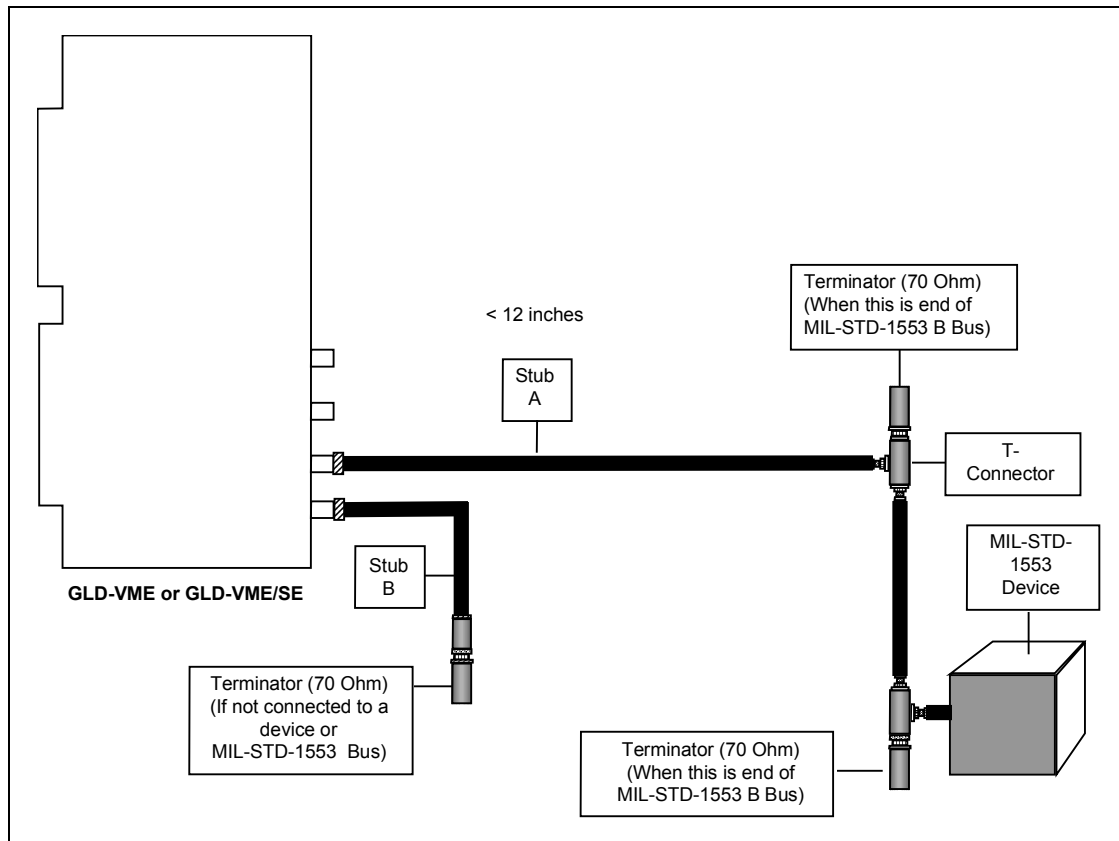 < 12 inches
Terminator (70 Ohm)
(When this is end of
MIL-STD-1553 B Bus)
Stub
A
T-
Connector
MIL-STD-
1553
Device
Stub
B
GLD-VME or GLD-VME/SE
Terminator (70 Ohm)
(If not connected to a
device or
MIL-STD-1553 Bus)
Terminator (70 Ohm)
(When this is end of
MIL-STD-1553 B Bus)